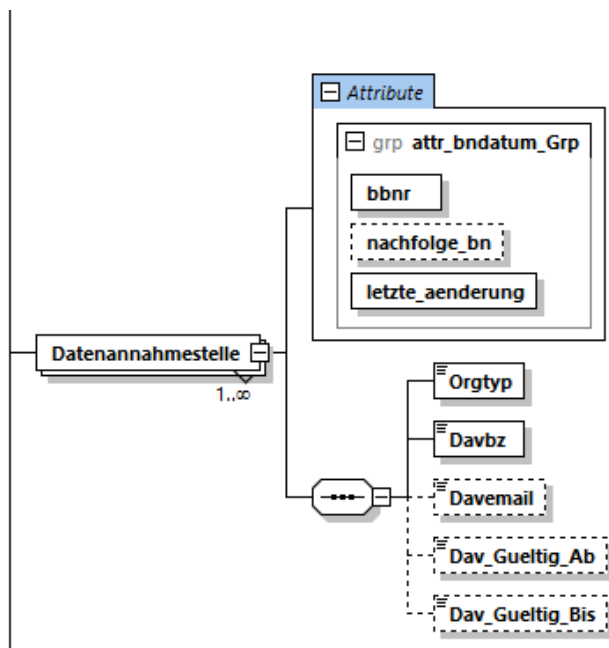 Attribute
grp attr_bndatum_Grp
bbnr
nachfolge_bn
letzte_aenderung
Datenannahmestelle
1..∞
Orgtyp
Davbz
Davemail
Dav_Gueltig_Ab
Dav_Gueltig_Bis